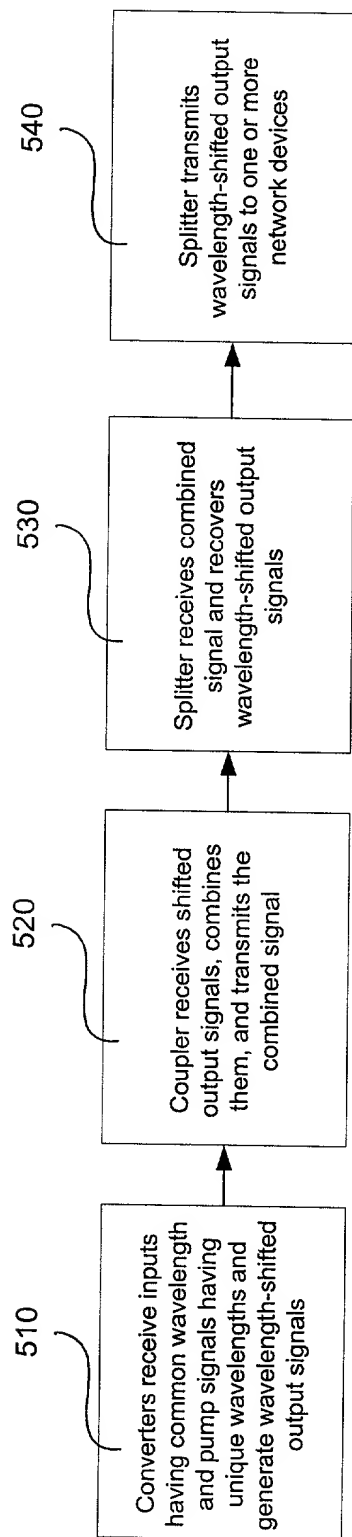 510
Converters receive inputs
having common wavelength
and pump signals having
unique wavelengths and
generate wavelength-shifted
output signals
520
Coupler receives shifted
output signals, combines
them, and transmits the
combined signal
530
Splitter receives combined
signal and recovers
wavelength-shifted output
signals
540
Splitter transmits
wavelength-shifted output
signals to one or more
network devices